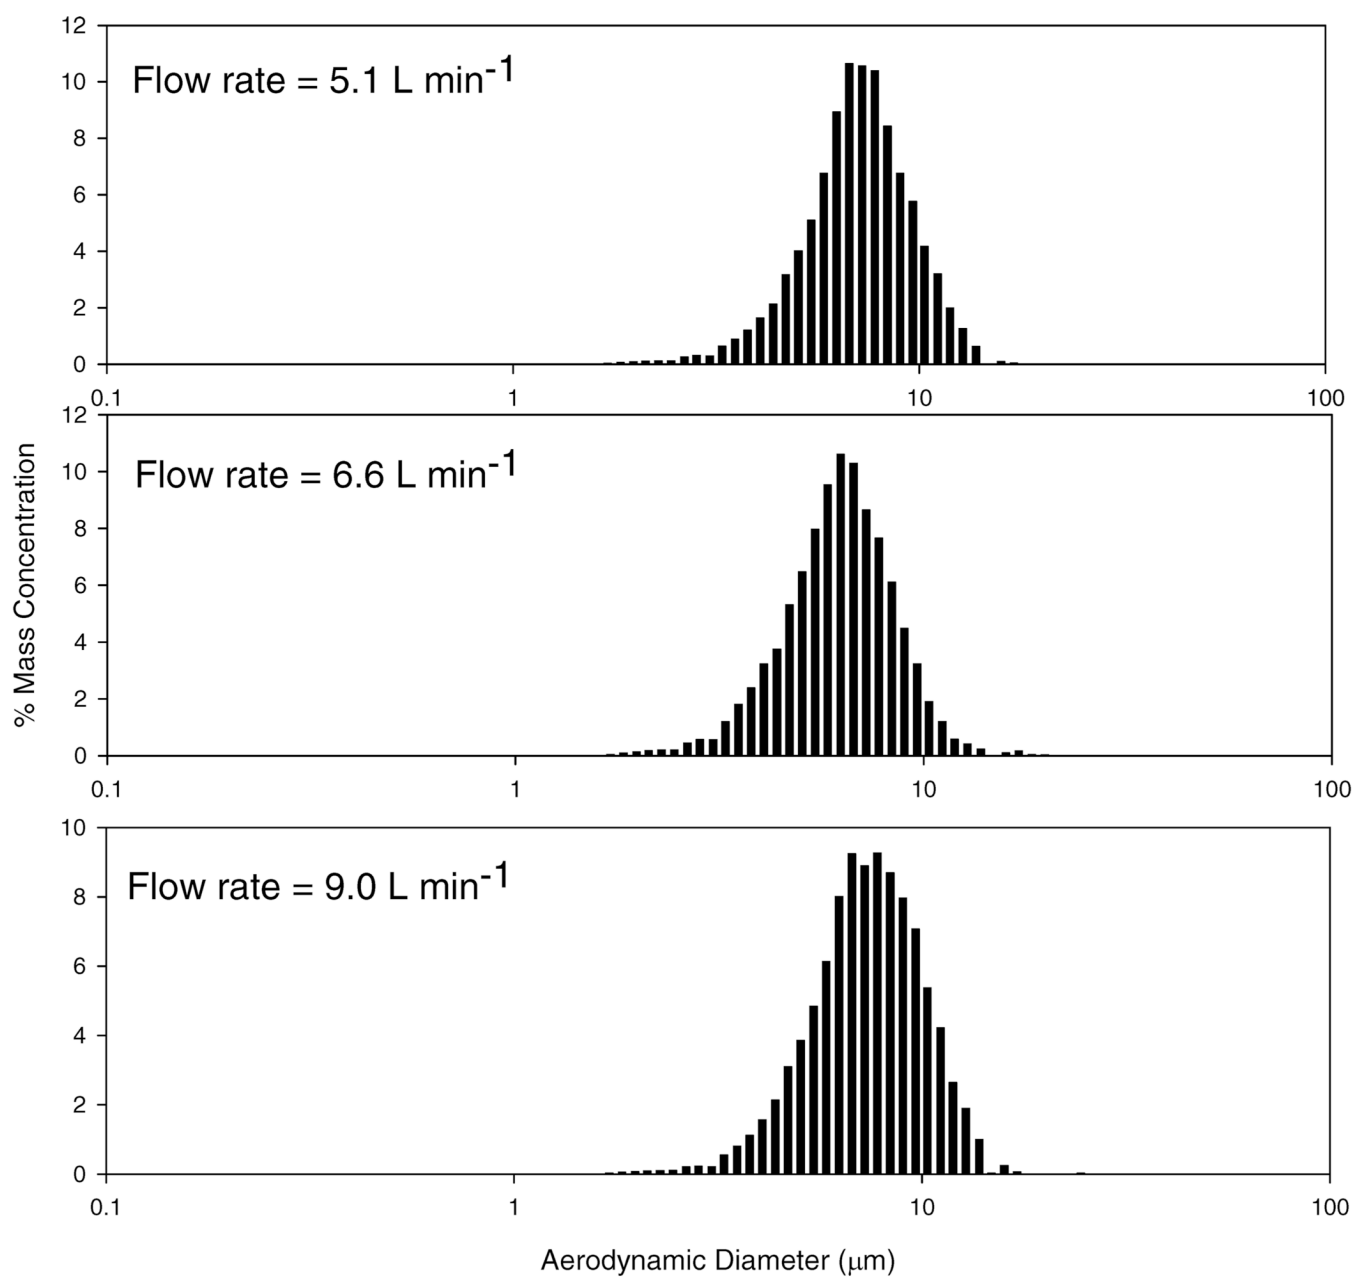 12
Flow rate = 5.1 L min-1
10
8
6
4
2
0
0.1 1 10 100
12
Flow rate = 6.6 L min-1
10
8
6
4
2
0
0.1 1 10 100
% Mass Concentration
10
Flow rate = 9.0 L min-1
8
6
4
2
0
0.1 1 10 100
Aerodynamic Diameter (μm)